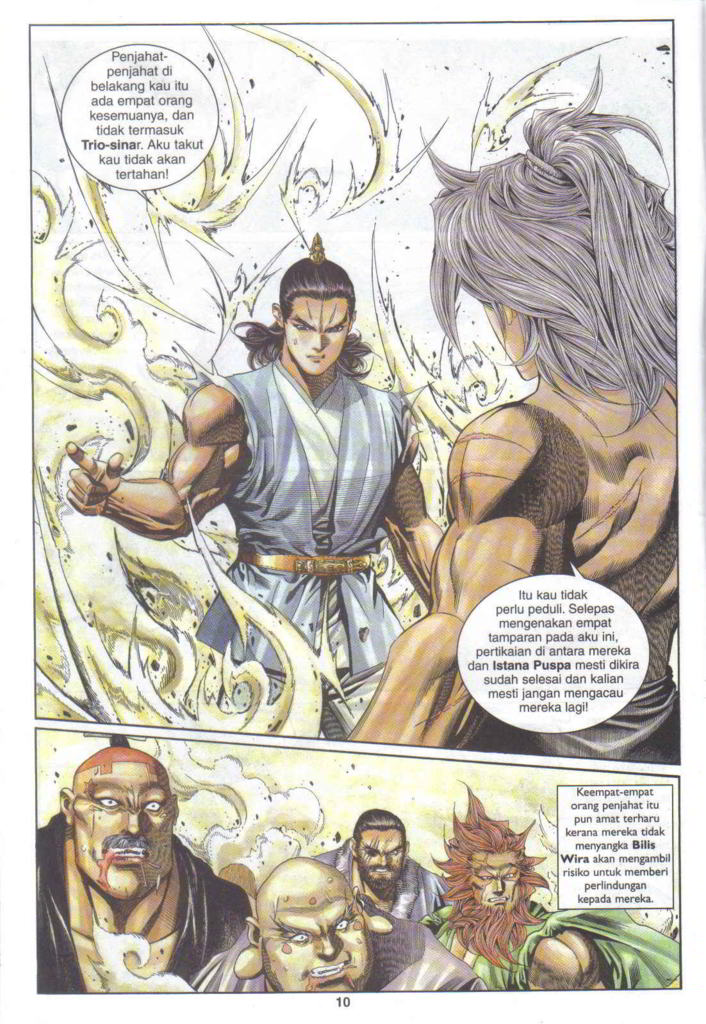 Penjahat-
penjahat di
belakang kau itu
ada empat orang
kesemuanya, dan
tidak termasuk
Trio-sinar. Aku takut
kau tidak akan
tertahan!
Itu kau tidak
perlu peduli. Selepas
mengenakan empat
tamparan pada aku ini,
pertikaian di antara mereka
dan Istana Puspa mesti dikira
sudah selesai dan kalian
mesti jangan mengacau
mereka lagi!
Keempat-empat
orang penjahat itu
pun amat terharu
kerana mereka tidak
menyangka Bilis
Wira akan mengambil
risiko untuk memberi
perlindungan
kepada mereka.
10